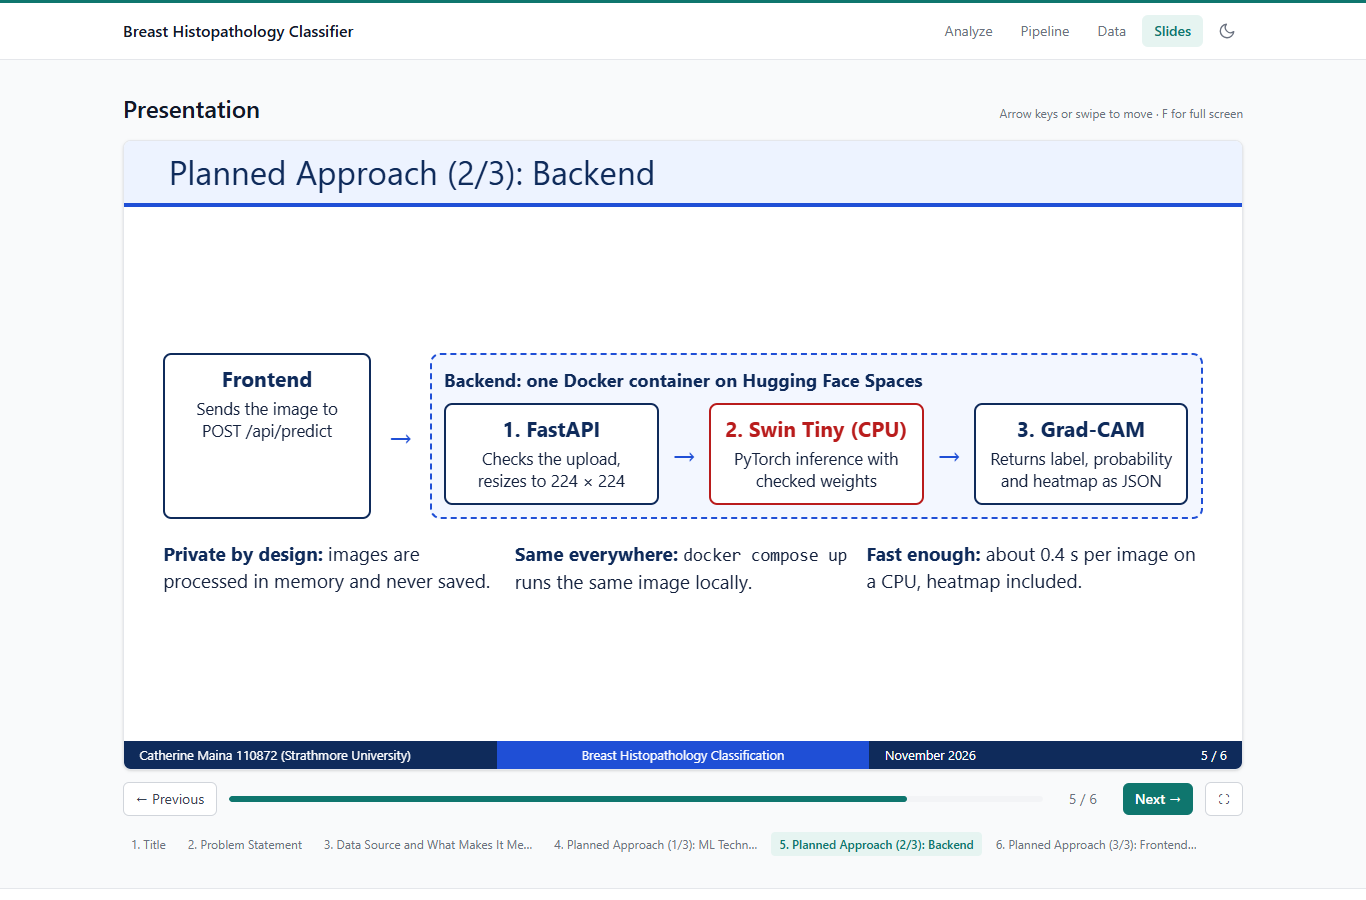 Breast Histopathology Classifier
Analyze
Pipeline
Data
Slides
Presentation
Arrow keys or swipe to move · F for full screen
Planned Approach (2/3): Backend
Frontend
Sends the image to
POST /api/predict
→
Backend: one Docker container on Hugging Face Spaces
1. FastAPI
Checks the upload,
resizes to 224 × 224
→
2. Swin Tiny (CPU)
PyTorch inference with
checked weights
→
3. Grad-CAM
Returns label, probability
and heatmap as JSON
Private by design: images are
processed in memory and never saved.
Same everywhere: docker compose up
runs the same image locally.
Fast enough: about 0.4 s per image on
a CPU, heatmap included.
Catherine Maina 110872 (Strathmore University)
Breast Histopathology Classification
November 2026
5 / 6
← Previous
5 / 6
Next →
1. Title
2. Problem Statement
3. Data Source and What Makes It Me...
4. Planned Approach (1/3): ML Techn...
5. Planned Approach (2/3): Backend
6. Planned Approach (3/3): Frontend...